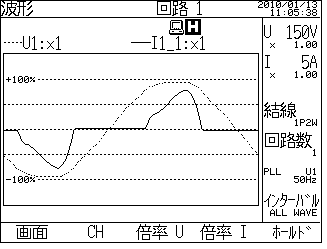 波形 回路 1 2010/01/13
11:05:38
H
U1:×1 I1_1:×1
U 150V
× 1.00
I 5A
× 1.00
+100%
結線
1P2W
回路数
1
PLL U1
50Hz
-100%
インターバル
ALL WAVE
画面 CH 倍率 U 倍率 I ホールド